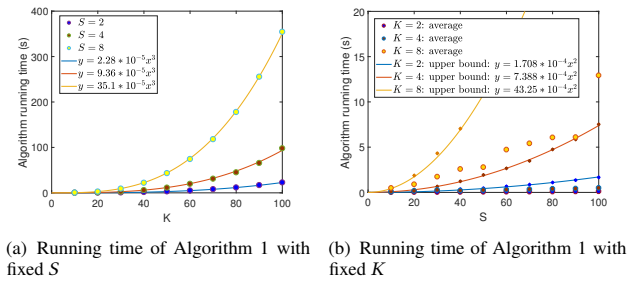 400
300
200
100
0
0 20 40 60 80 100
Algorithm running time (s)
K
S = 2
S = 4
S = 8
y = 2.28 * 10^{-5}x^3
y = 9.36 * 10^{-5}x^3
y = 35.1 * 10^{-5}x^3
20
15
10
5
0
0 20 40 60 80 100
Algorithm running time (s)
S
K = 2: average
K = 4: average
K = 8: average
K = 2: upper bound: y = 1.708 * 10^{-4}x^2
K = 4: upper bound: y = 7.388 * 10^{-4}x^2
K = 8: upper bound: y = 43.25 * 10^{-4}x^2
(a) Running time of Algorithm 1 with
fixed S
(b) Running time of Algorithm 1 with
fixed K